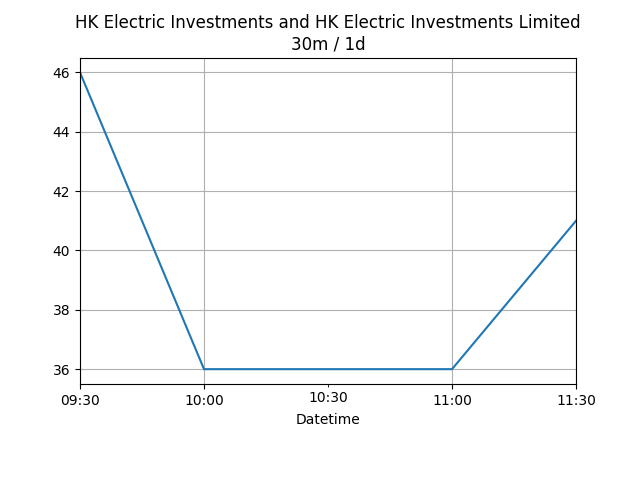 HK Electric Investments and HK Electric Investments Limited
30m / 1d
46
44
42
40
38
36
09:30 10:00 10:30 11:00 11:30
Datetime